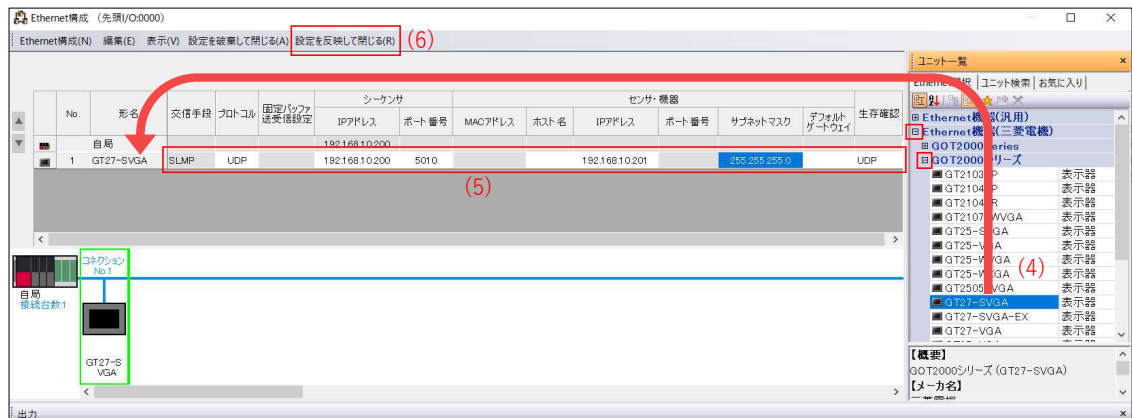 Ethernet構成 （先頭I/O:0000）
Ethernet構成(N) 編集(E) 表示(V) 設定を破棄して閉じる(A) 設定を反映して閉じる(R) (6)
ユニット一覧
ユニット検索 お気に入り
シーケンサ センサ・機器
No. 形名 交信手段 プロトコル 固定バッファ送受信設定 IPアドレス ポート番号 MACアドレス ホスト名 IPアドレス ポート番号 サブネットマスク デフォルトゲートウェイ 生存確認
自局 192.168.10.200
1 GT27-SVGA SLMP UDP 192.168.10.200 5010 192.168.10.201 255.255.255.0 UDP
(5)
Ethernet機器(汎用)
Ethernet機器(三菱電機)
GOT2000 Series
GOT2000シリーズ
GT2103 P 表示器
GT2104 P 表示器
GT2104 R 表示器
GT2107 WVGA 表示器
GT25-S GA 表示器
GT25-V A 表示器
GT25-W GA 表示器
GT25-W GA 表示器
(4)
GT2505 VGA 表示器
GT27-SVGA 表示器
GT27-SVGA-EX 表示器
GT27-VGA 表示器
コネクション
No.1
自局
接続台数:1
GT27-S
VGA
【概要】
GOT2000シリーズ (GT27-SVGA)
【メーカ名】
出力